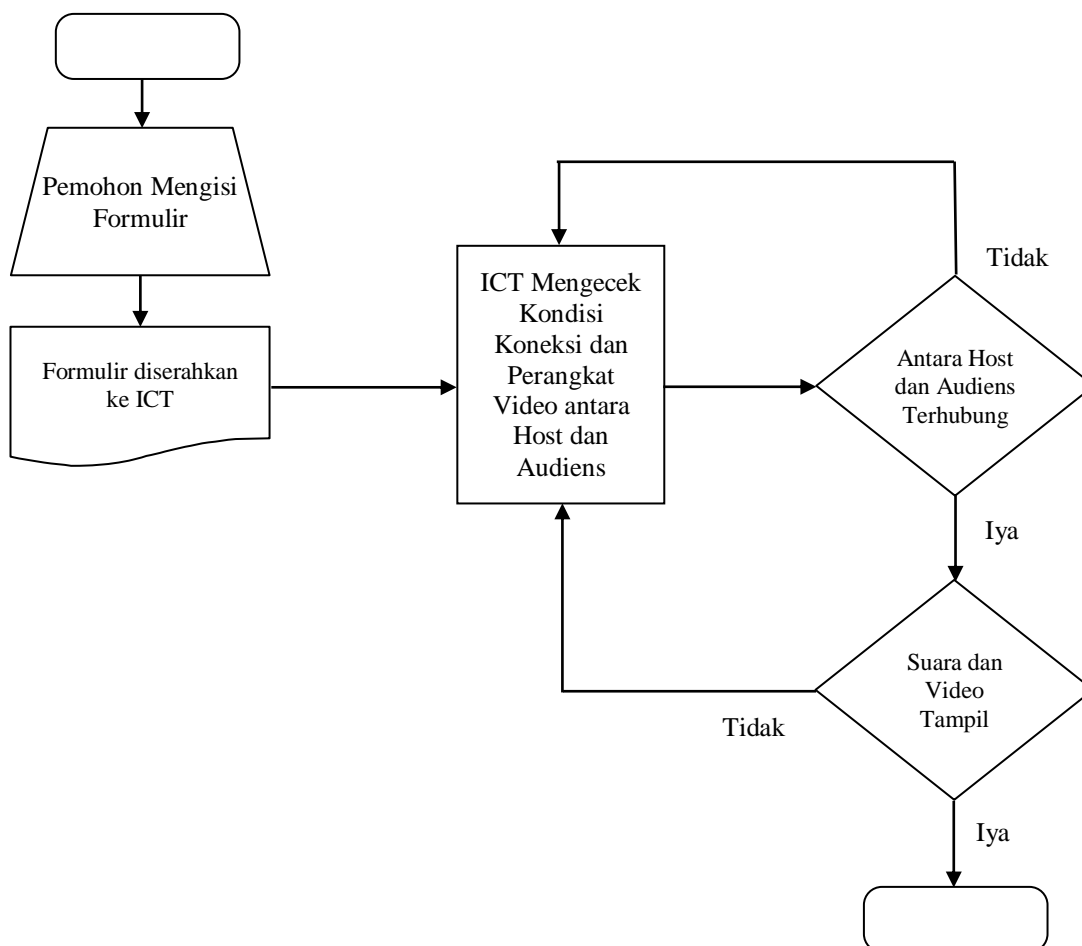 Pemohon Mengisi
Formulir
Formulir diserahkan
ke ICT
ICT Mengecek
Kondisi
Koneksi dan
Perangkat
Video antara
Host dan
Audiens
Tidak
Antara Host
dan Audiens
Terhubung
Iya
Suara dan
Video
Tampil
Tidak
Iya